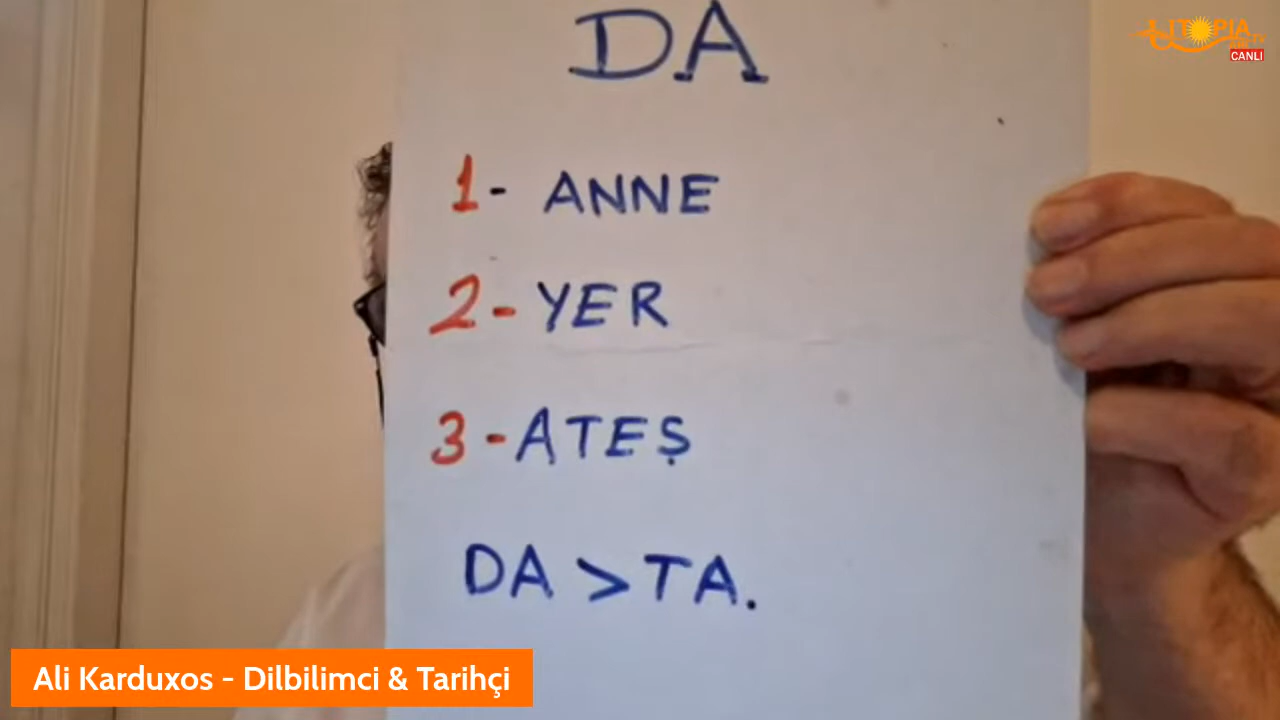 DA
UTOPIA
CANLI
1- ANNE
2- YER
3- ATEŞ
DA > TA.
Ali Karduxos - Dilbilimci & Tarihçi